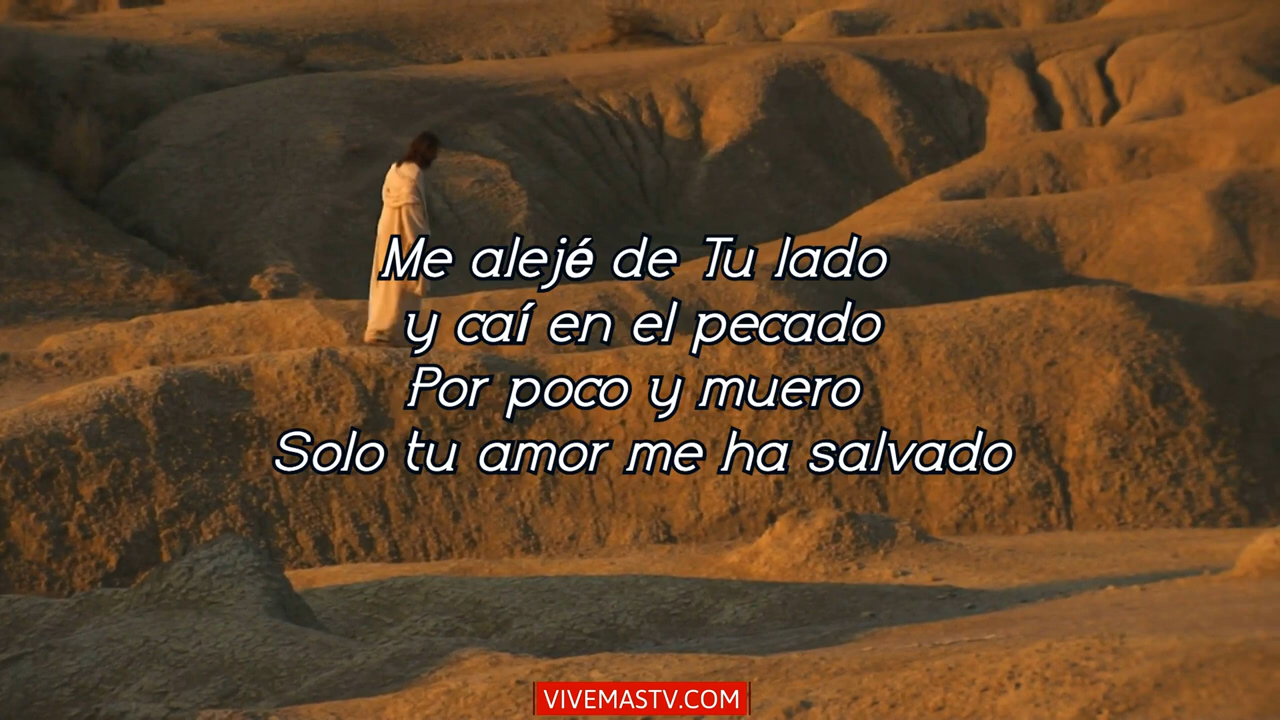 Me alejé de Tu lado
y caí en el pecado
Por poco y muero
Solo tu amor me ha salvado
VIVEMASTV.COM